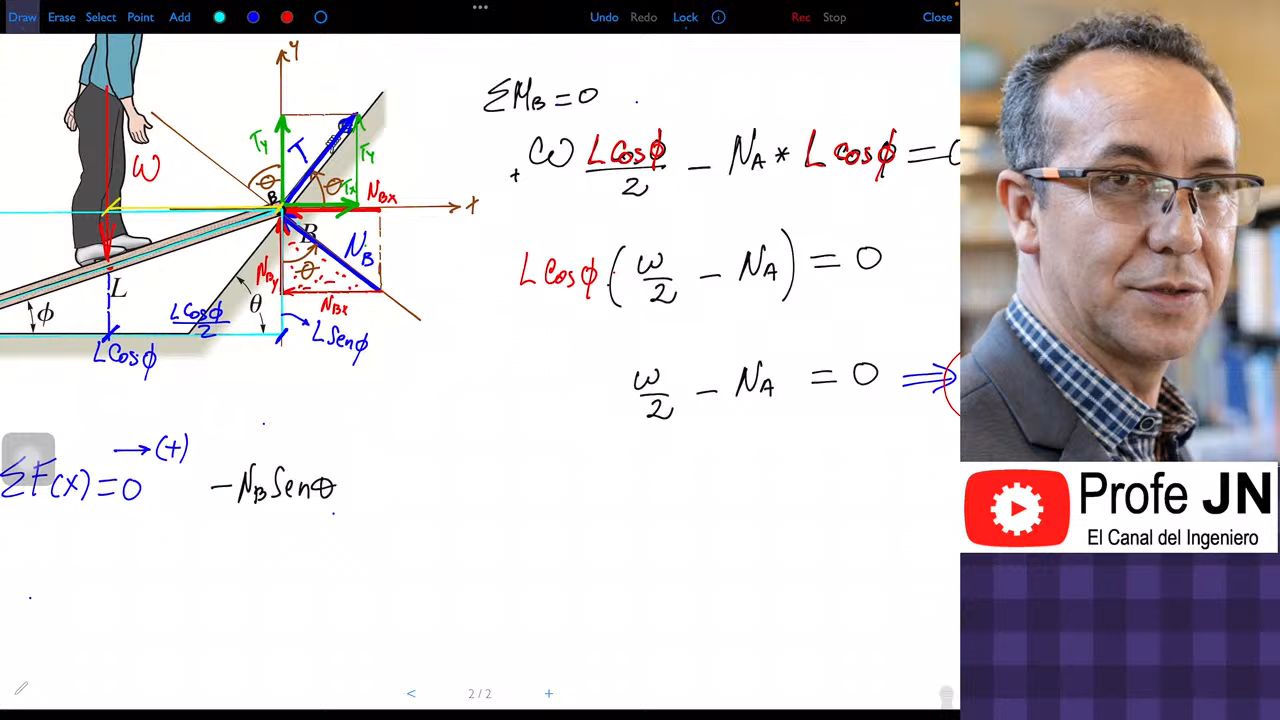 Draw Erase Select Point Add Undo Redo Lock Rec Stop Close
y
Ty
T
Ty
θ
θ
Tx
NBx
B
x
W
B
NB
NBy
θ
NBx
L
LCosϕ/2
θ
ϕ
LSenϕ
LCosϕ
ΣMB = 0
+ W LCosϕ/2 - NA * Lcosϕ = 0
LCosϕ · (W/2 - NA) = 0
W/2 - NA = 0 ⇒
ΣF(x) = 0 → (+) - NB Senθ
Profe JN
El Canal del Ingeniero
< 2 / 2 +